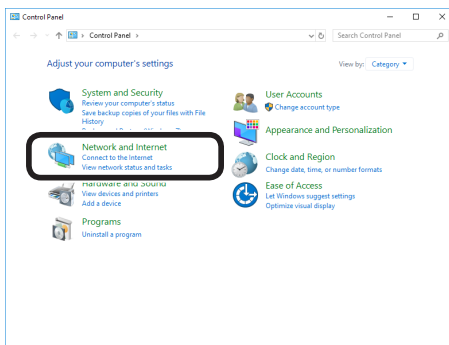 Control Panel
Control Panel
Search Control Panel
Adjust your computer's settings
View by: Category
System and Security
Review your computer's status
Save backup copies of your files with File
History
Network and Internet
Connect to the Internet
View network status and tasks
Hardware and Sound
View devices and printers
Add a device
Programs
Uninstall a program
User Accounts
Change account type
Appearance and Personalization
Clock and Region
Change date, time, or number formats
Ease of Access
Let Windows suggest settings
Optimize visual display